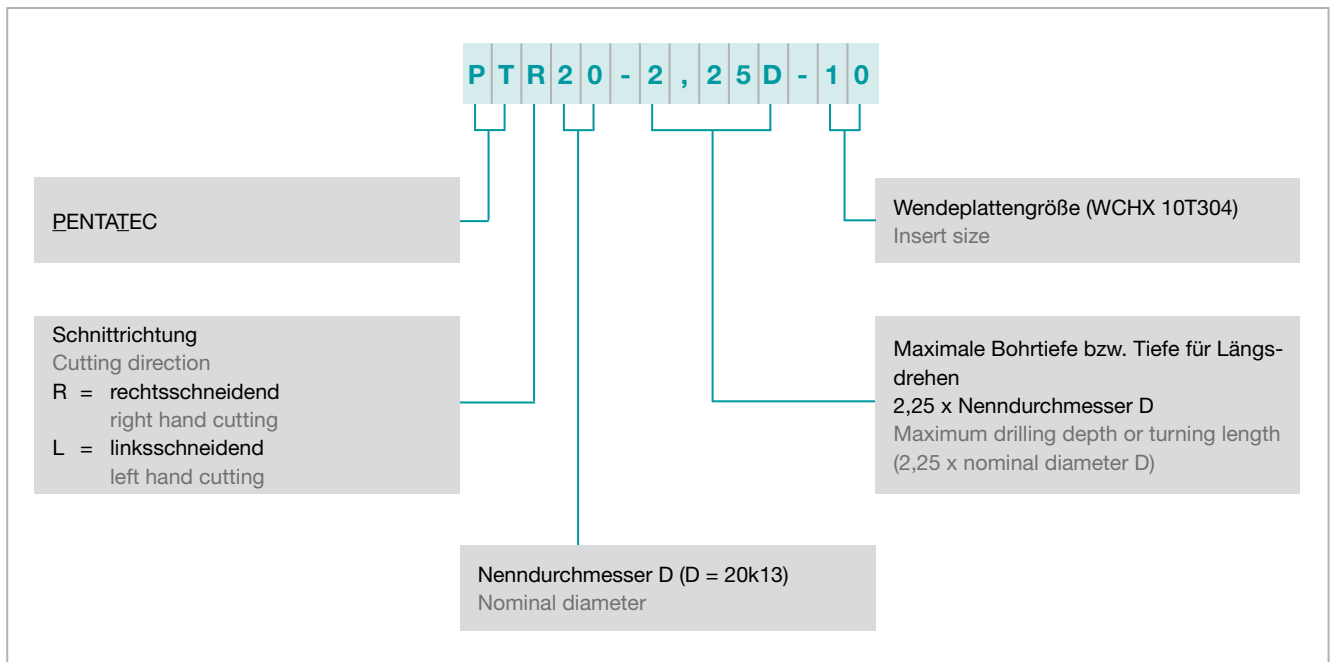 PTR20-2,25D-10
PENTATEC
Wendeplattengröße (WCHX 10T304)
Insert size
Schnittrichtung
Cutting direction
R = rechtsschneidend
right hand cutting
L = linksschneidend
left hand cutting
Maximale Bohrtiefe bzw. Tiefe für Längs-
drehen
2,25 x Nenndurchmesser D
Maximum drilling depth or turning length
(2,25 x nominal diameter D)
Nenndurchmesser D (D = 20k13)
Nominal diameter